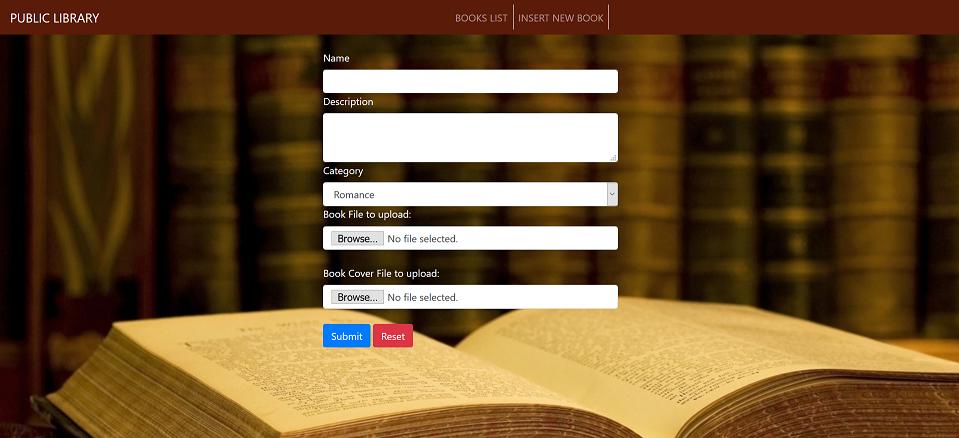 PUBLIC LIBRARY
BOOKS LIST
INSERT NEW BOOK
Name
Description
Category
Romance
Book File to upload:
Browse... No file selected.
Book Cover File to upload:
Browse... No file selected.
Submit Reset